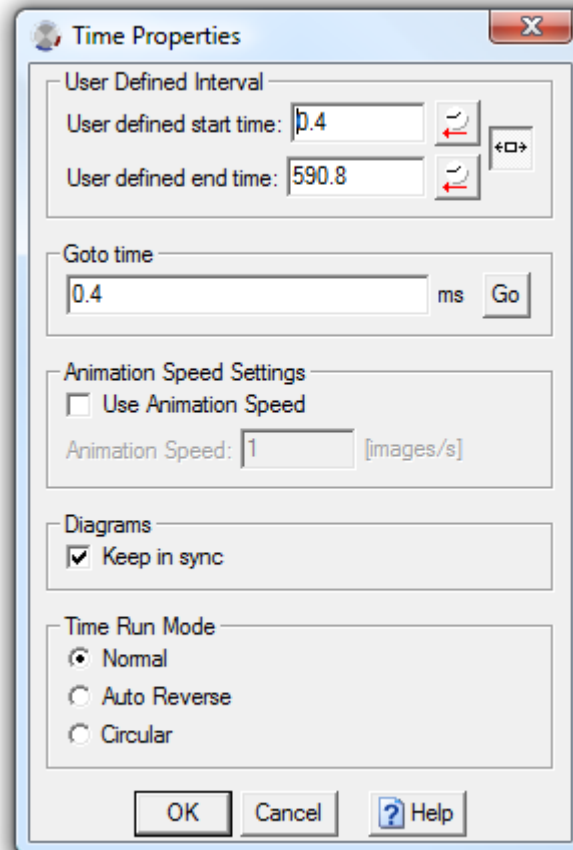 Time Properties
User Defined Interval
User defined start time: 0.4
User defined end time: 590.8
Goto time
0.4 ms Go
Animation Speed Settings
Use Animation Speed
Animation Speed: 1 [images/s]
Diagrams
Keep in sync
Time Run Mode
Normal
Auto Reverse
Circular
OK Cancel ? Help